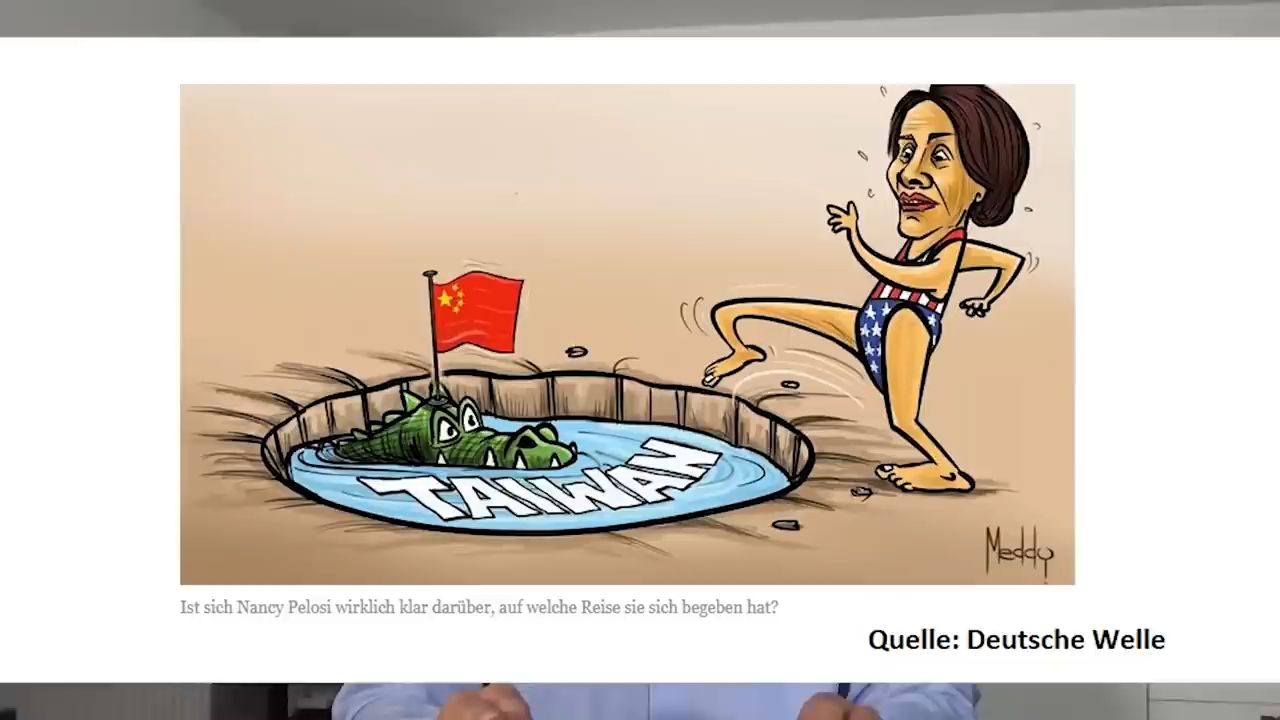 TAIWAN
Meddy
Ist sich Nancy Pelosi wirklich klar darüber, auf welche Reise sie sich begeben hat?
Quelle: Deutsche Welle